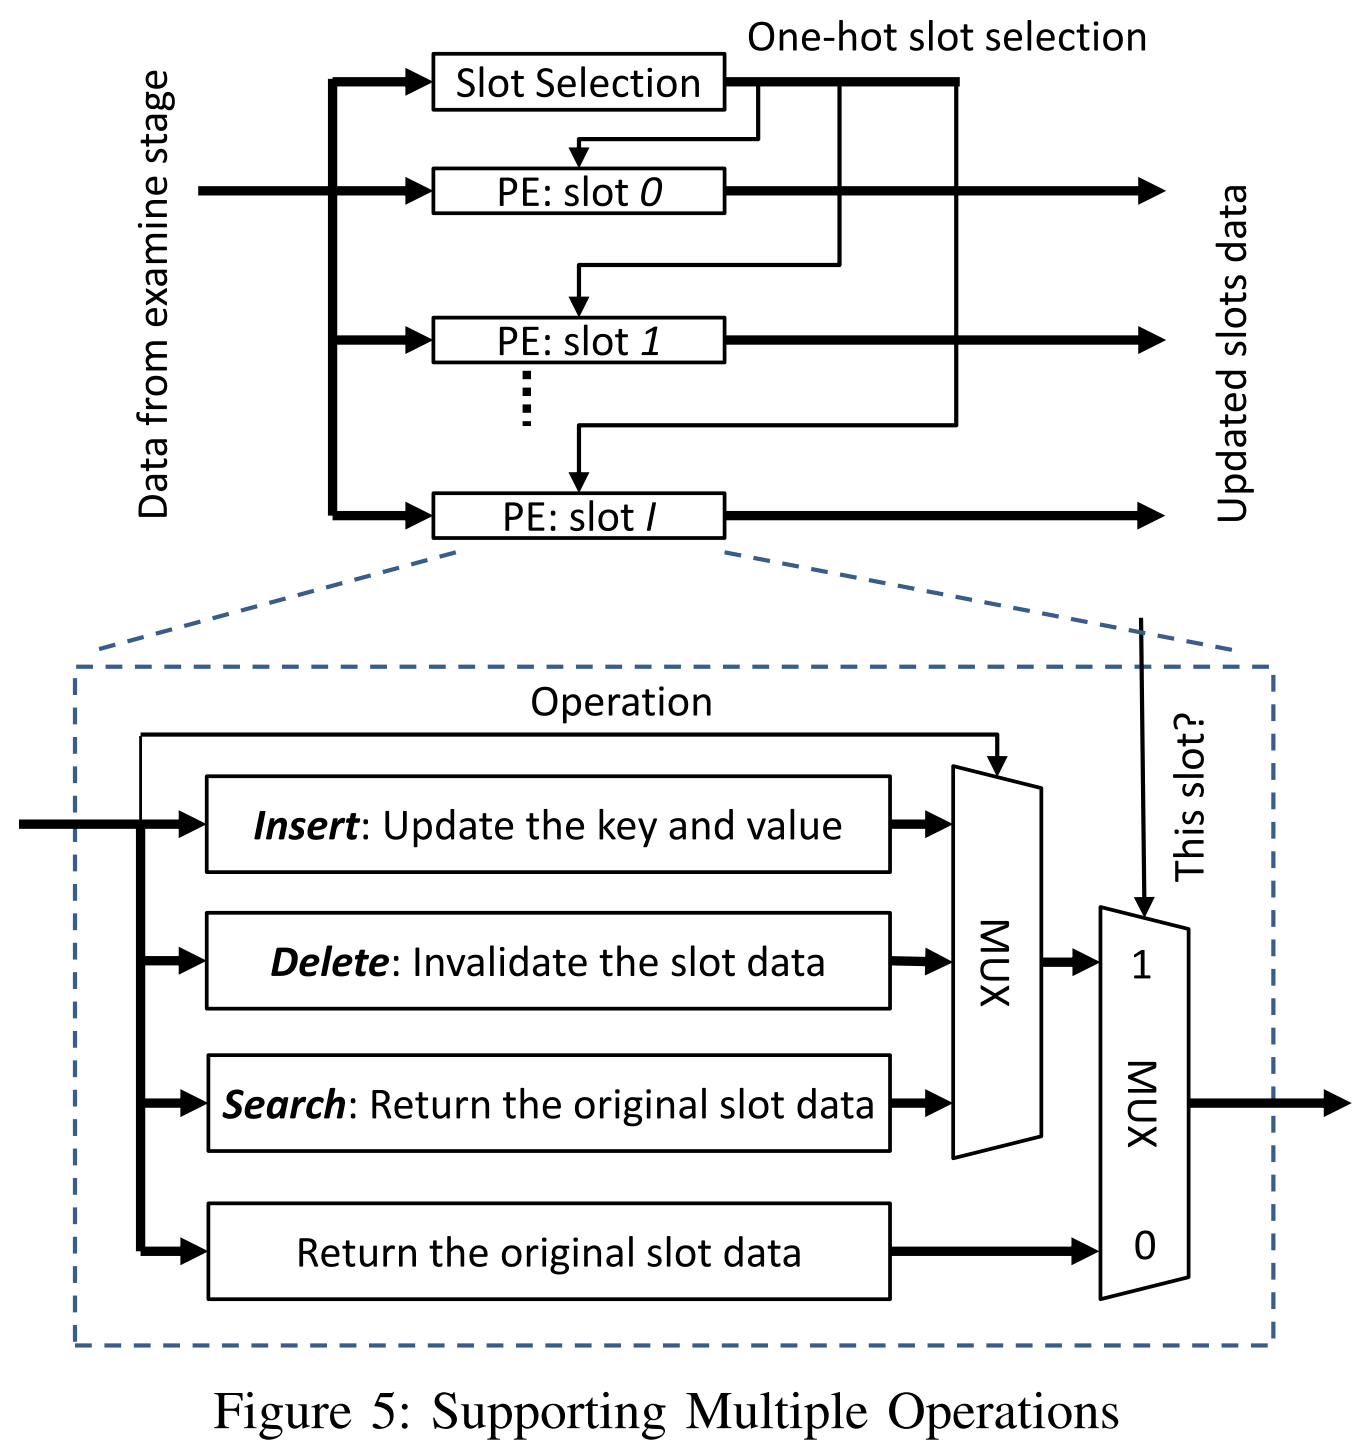 One-hot slot selection
Slot Selection
Data from examine stage
PE: slot 0
PE: slot 1
PE: slot I
Updated slots data
Operation
This slot?
Insert: Update the key and value
Delete: Invalidate the slot data
Search: Return the original slot data
Return the original slot data
MUX
1
MUX
0
Figure 5: Supporting Multiple Operations